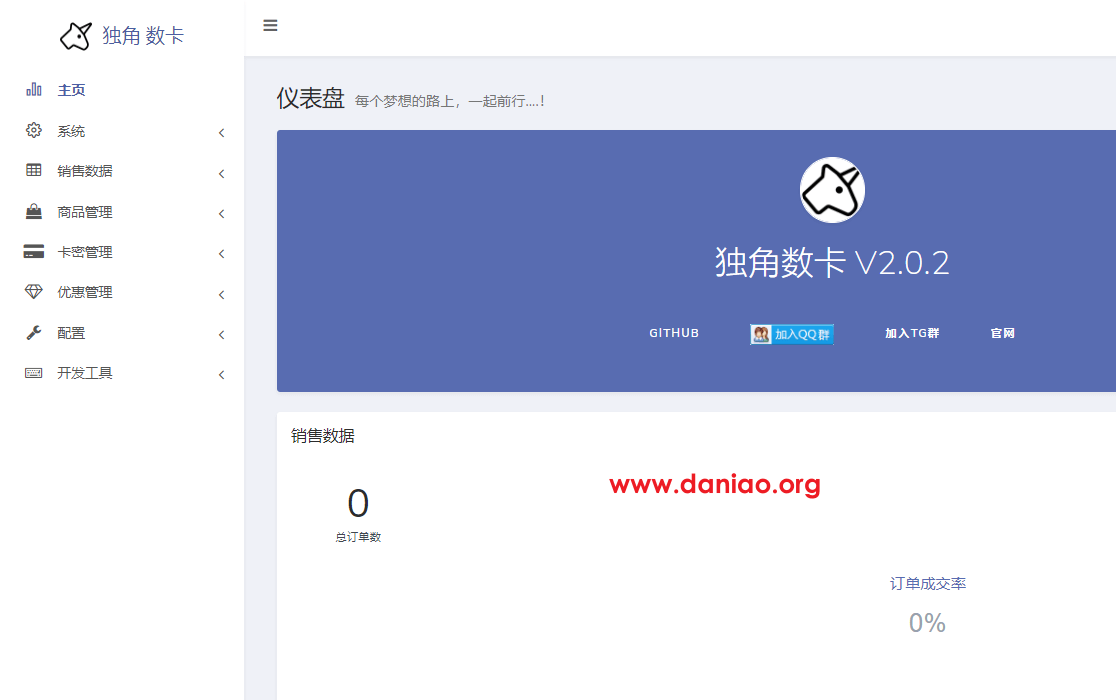 独角 数卡
主页
系统
销售数据
商品管理
卡密管理
优惠管理
配置
开发工具
仪表盘 每个梦想的路上，一起前行....！
独角数卡 V2.0.2
GITHUB 加入QQ群 加入TG群 官网
销售数据
www.daniao.org
0
总订单数
订单成交率
0%